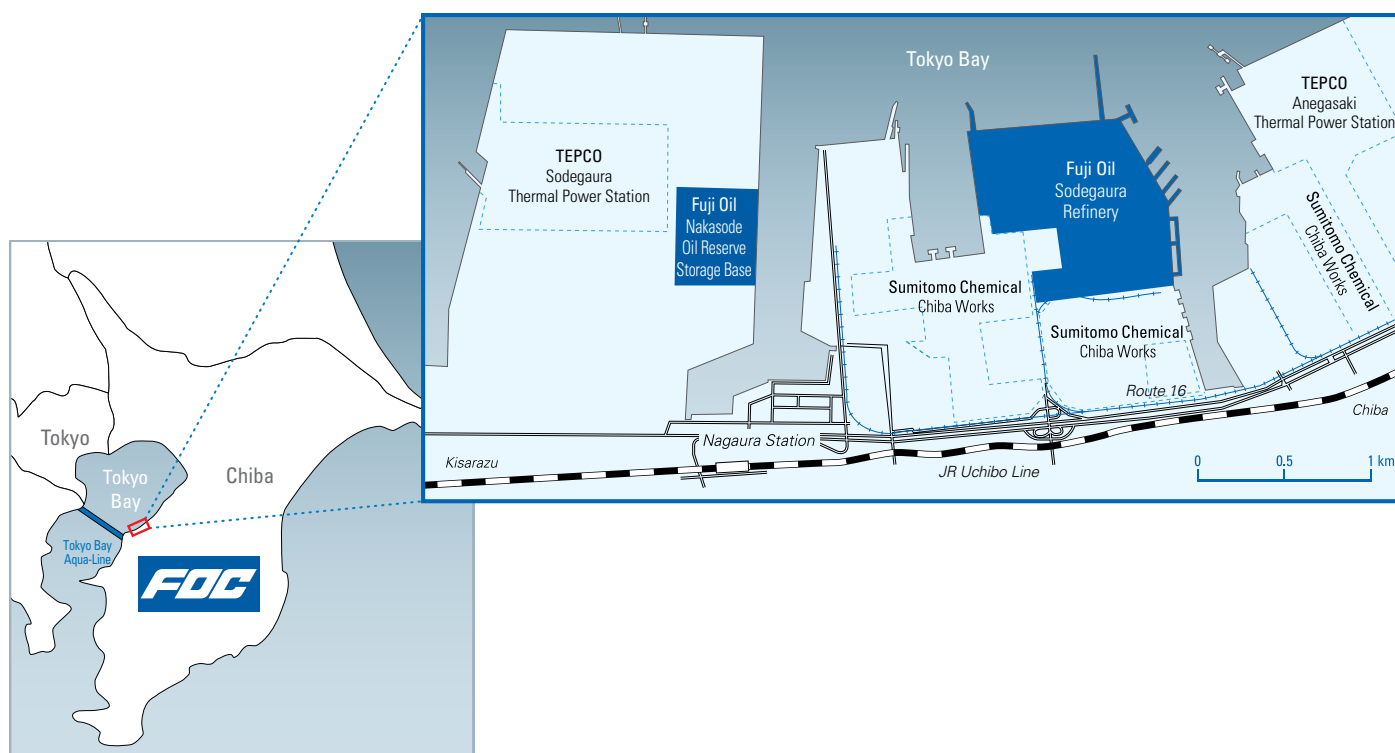 Tokyo Bay
TEPCO
Anegasaki
Thermal Power Station
TEPCO
Sodegaura
Thermal Power Station
Fuji Oil
Nakasode
Oil Reserve
Storage Base
Fuji Oil
Sodegaura
Refinery
Sumitomo Chemical
Chiba Works
Sumitomo Chemical
Chiba Works
Sumitomo Chemical
Chiba Works
Route 16
Chiba
Nagaura Station
Kisarazu
JR Uchibo Line
0 0.5 1 km
Tokyo
Tokyo
Bay
Chiba
Tokyo Bay
Aqua-Line
FOC